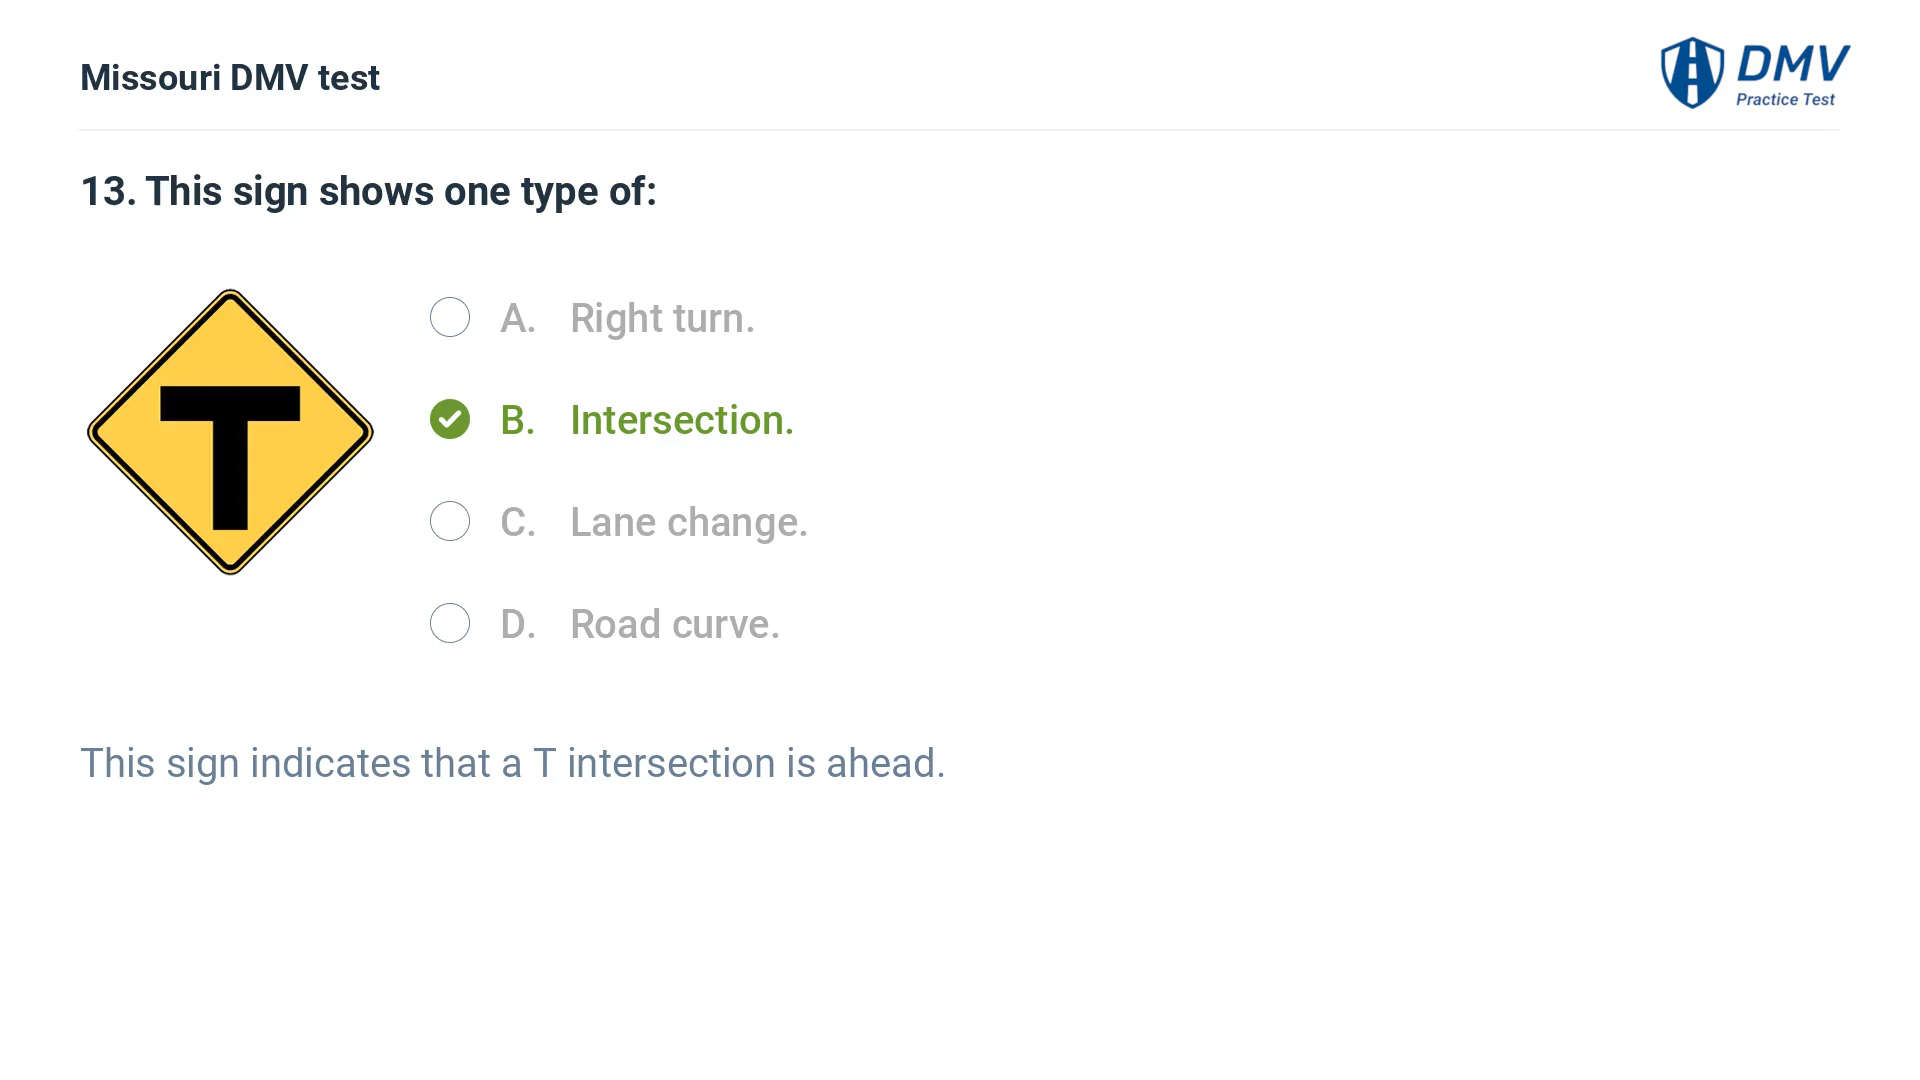 Missouri DMV test
DMV
Practice Test
13. This sign shows one type of:
T
A. Right turn.
B. Intersection.
C. Lane change.
D. Road curve.
This sign indicates that a T intersection is ahead.